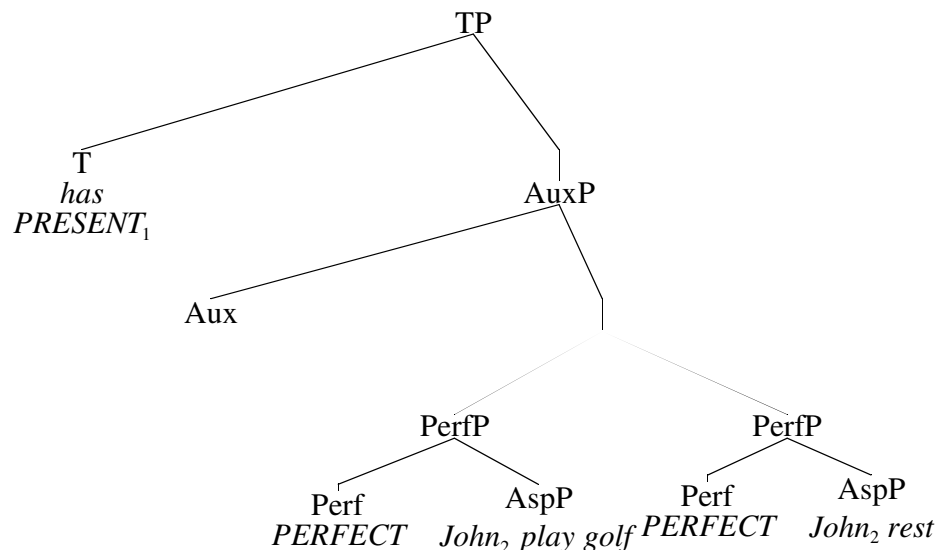 TP
T
has
PRESENT₁
AuxP
Aux
PerfP PerfP
Perf AspP Perf AspP
PERFECT John₂ play golf PERFECT John₂ rest